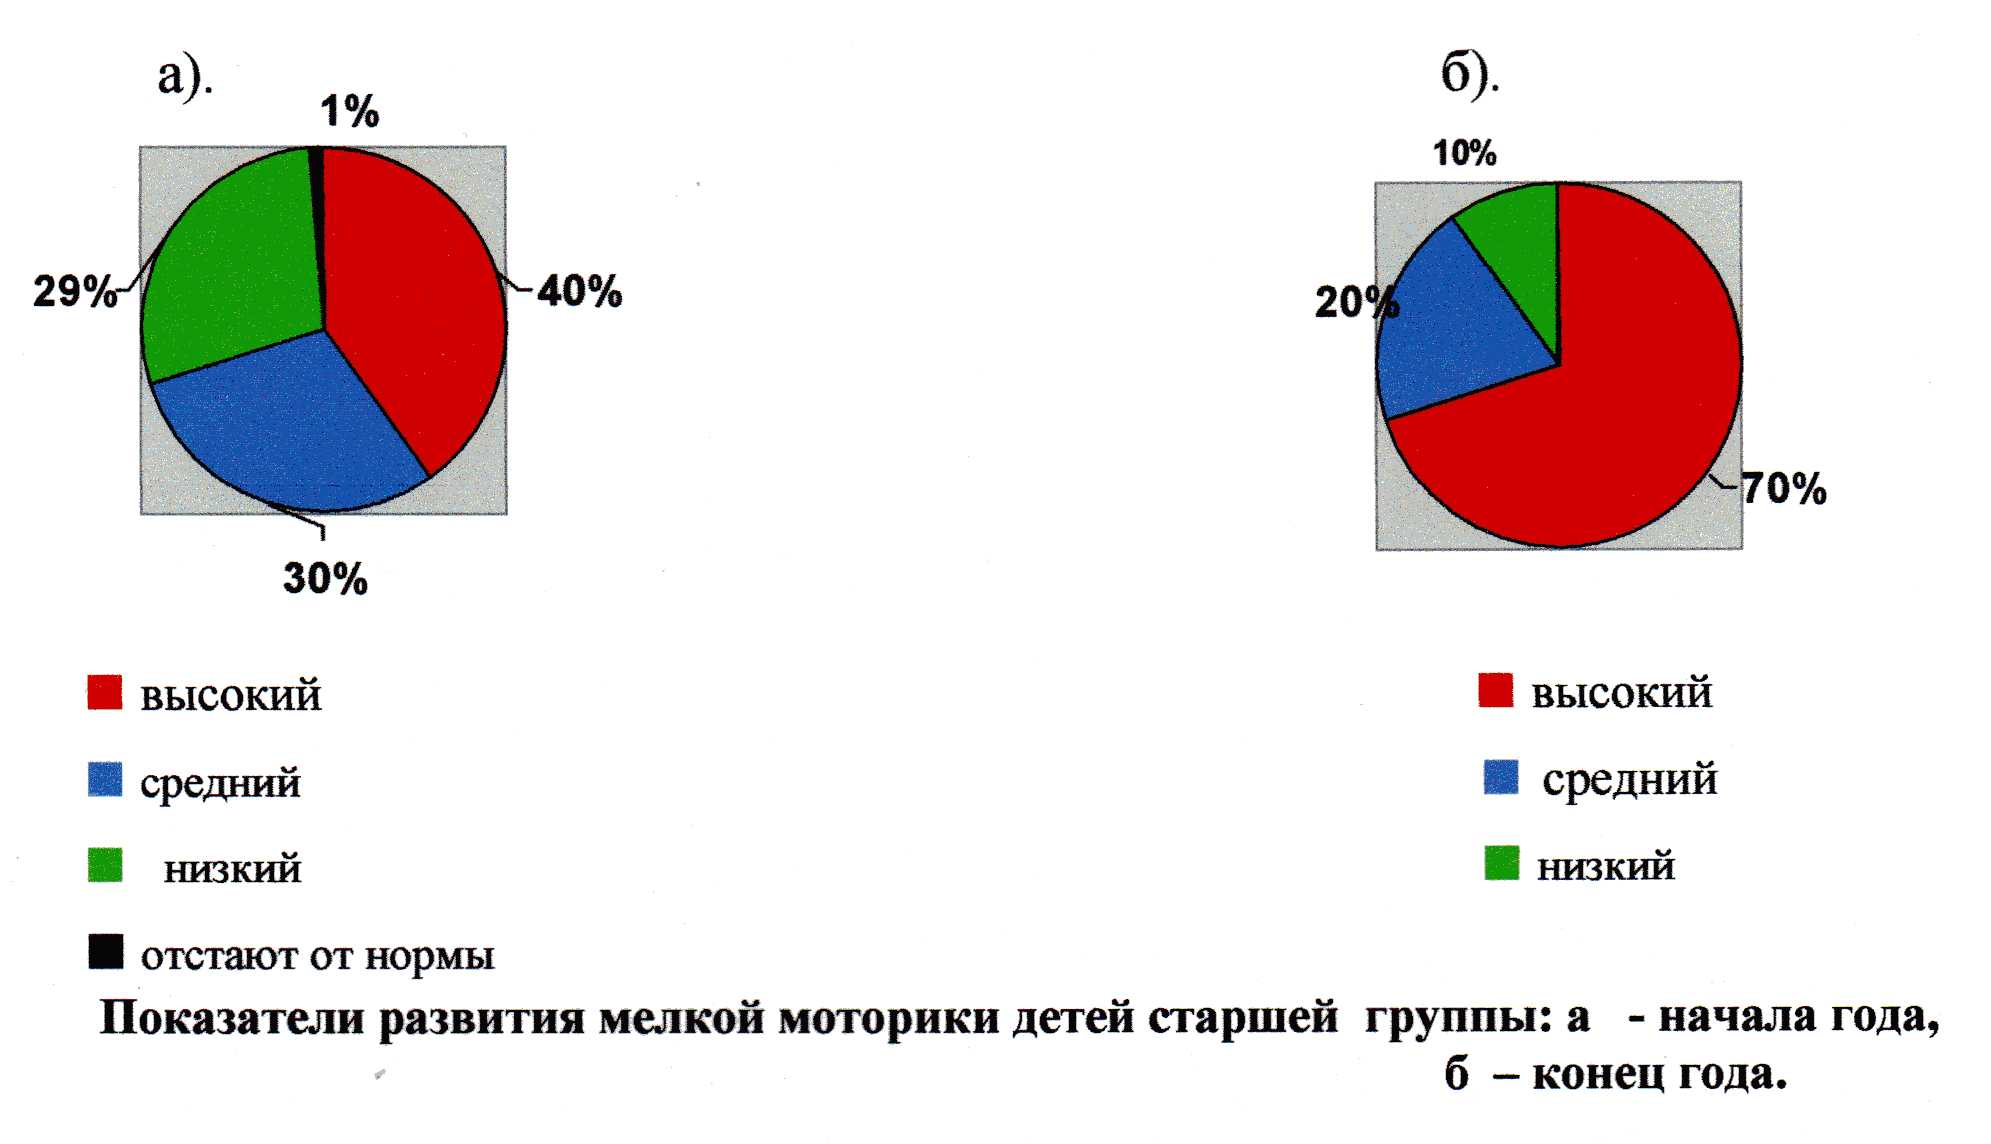 а).
1%
29%
40%
30%
высокий
средний
низкий
отстают от нормы
б).
10%
20%
70%
высокий
средний
низкий
Показатели развития мелкой моторики детей старшей группы: а - начала года,
б – конец года.